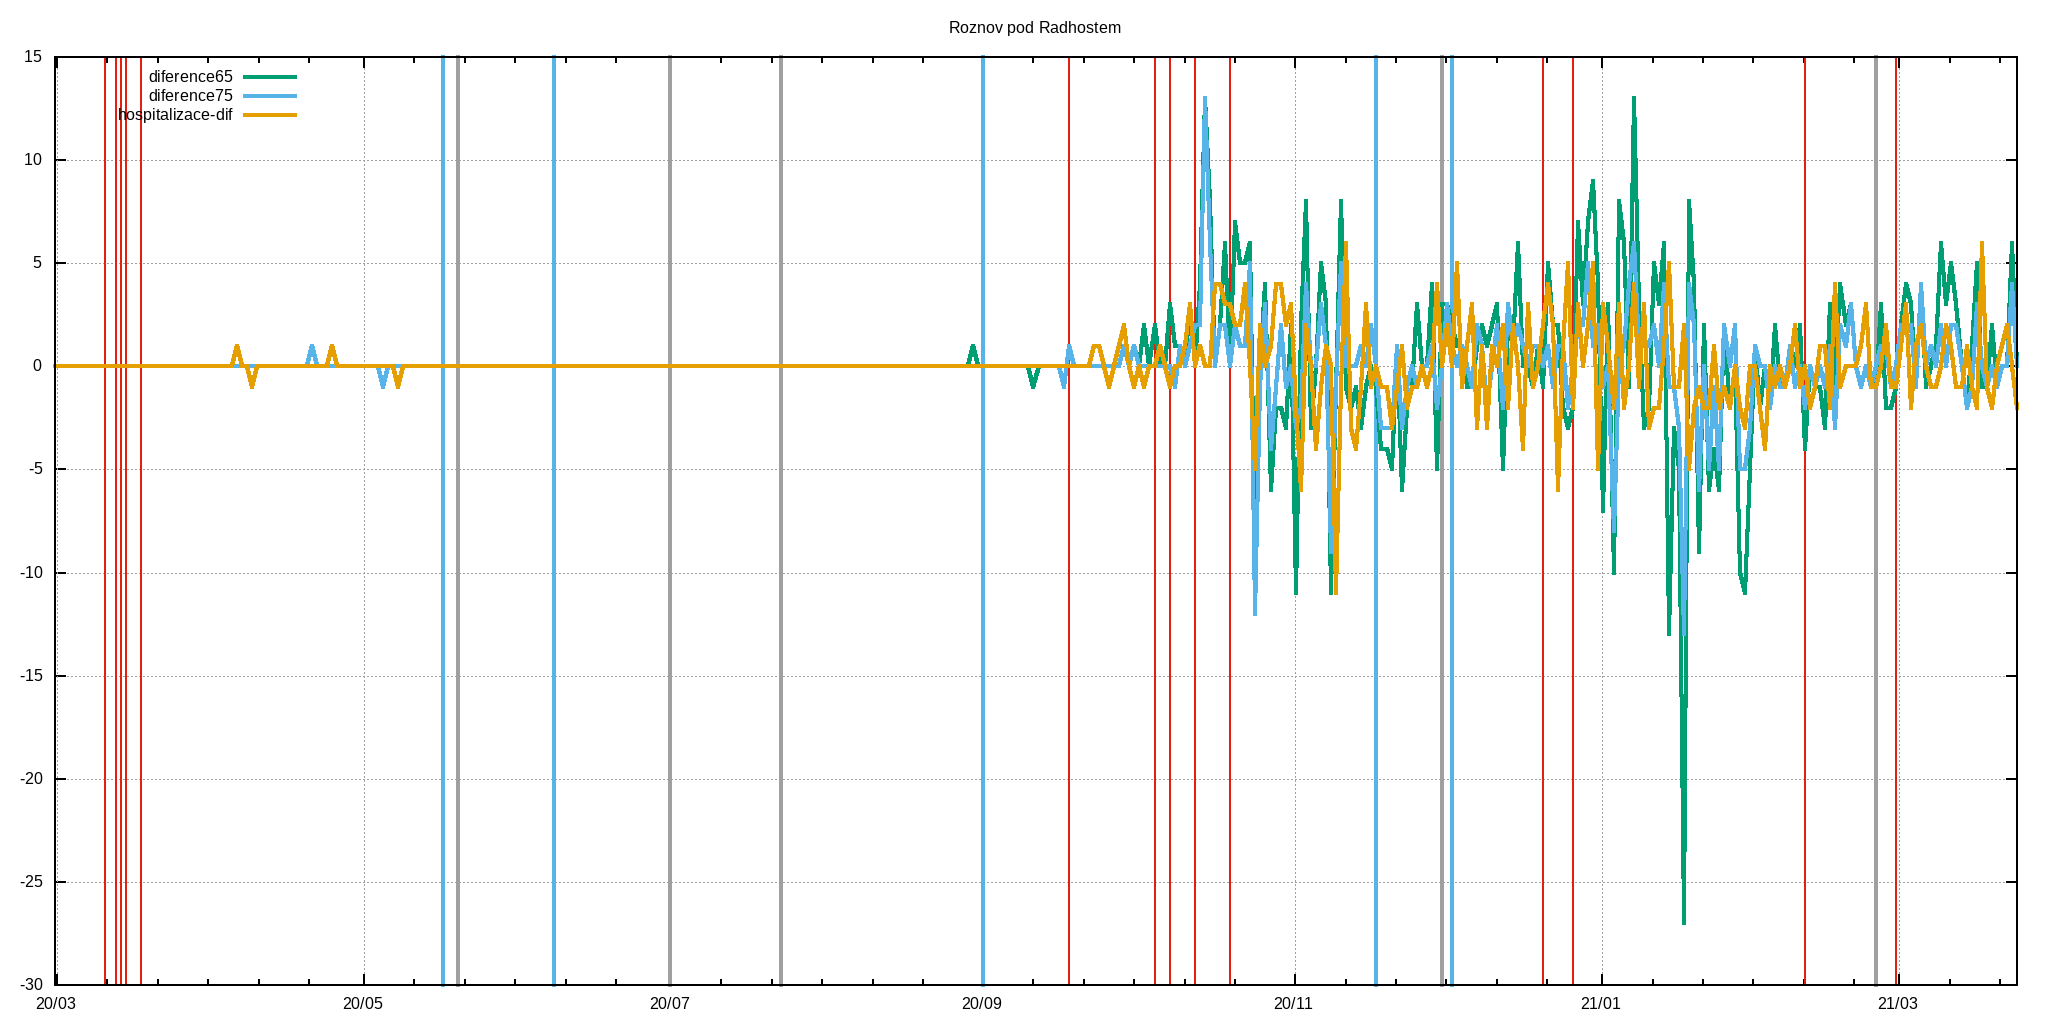 Roznov pod Radhostem
15
diference65
diference75
hospitalizace-dif
10
5
0
-5
-10
-15
-20
-25
-30
20/03 20/05 20/07 20/09 20/11 21/01 21/03